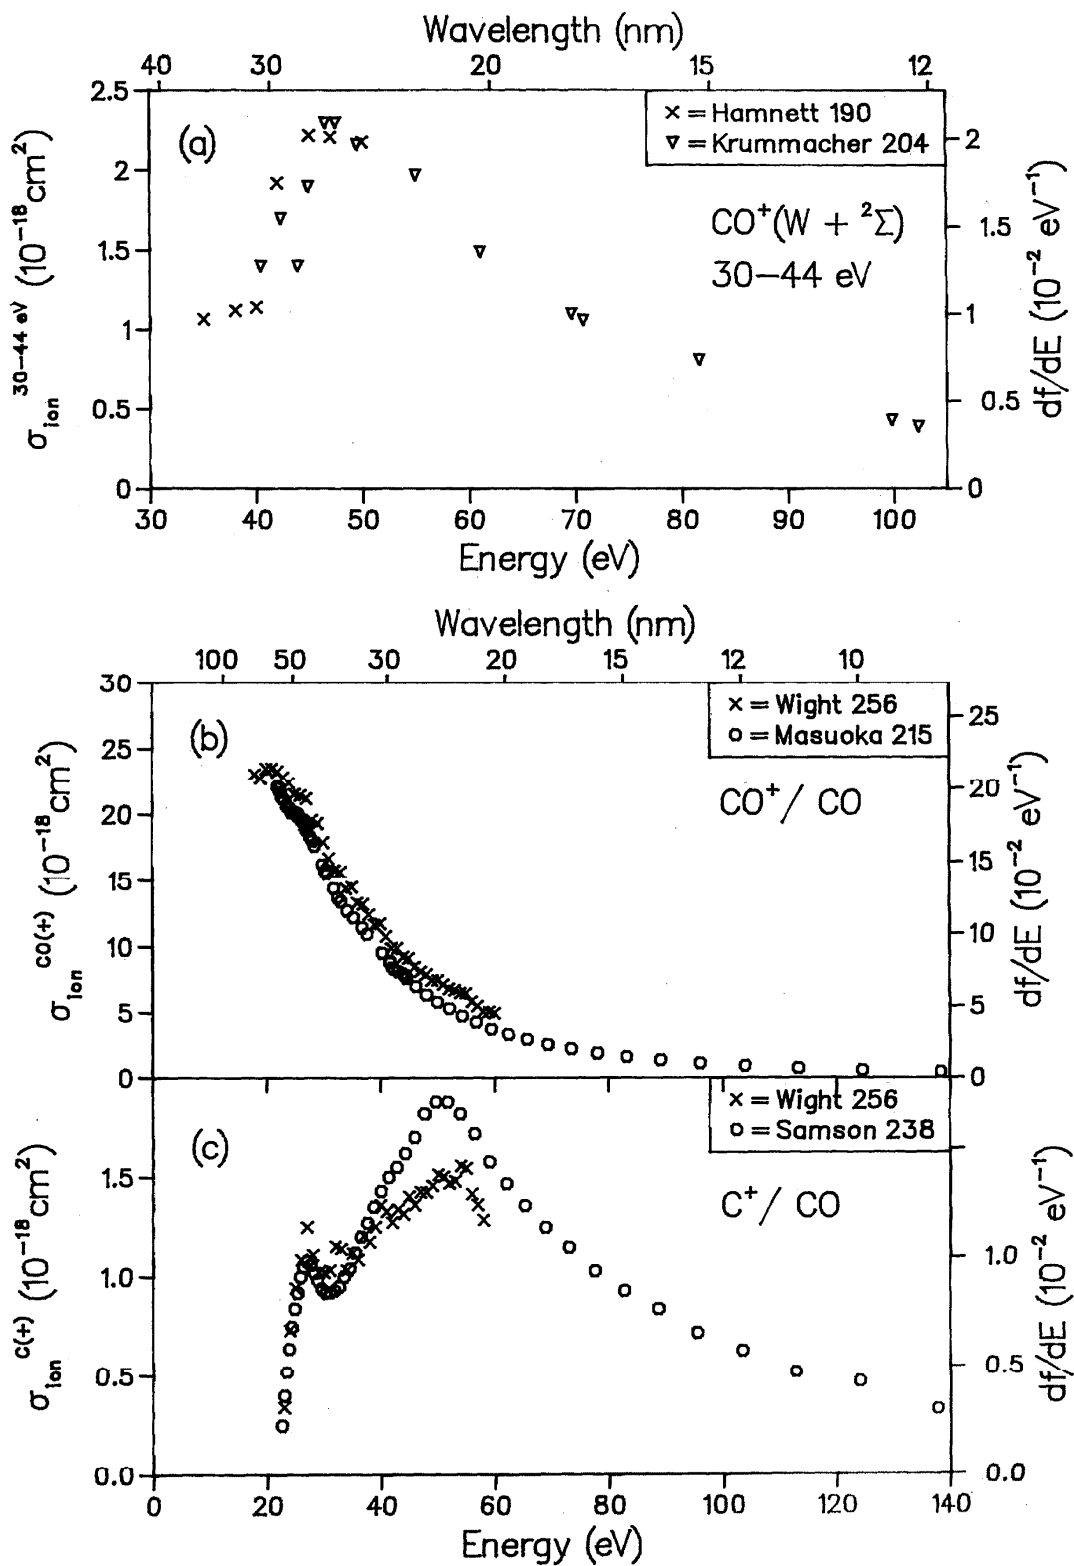 Wavelength (nm)
40 30 20 15 12
2.5
2
1.5
1
0.5
0
σion 30−44 eV (10−18cm2)
(a)
× = Hamnett 190
▽ = Krummacher 204
CO+(W + 2Σ)
30−44 eV
2
1.5
1
0.5
0
df/dE (10−2 eV−1)
30 40 50 60 70 80 90 100
Energy (eV)
Wavelength (nm)
100 50 30 20 15 12 10
30
25
20
15
10
5
0
σion CO(+) (10−18cm2)
(b)
× = Wight 256
o = Masuoka 215
CO+/ CO
25
20
15
10
5
0
df/dE (10−2 eV−1)
1.5
1.0
0.5
0.0
σion C(+) (10−18cm2)
(c)
× = Wight 256
o = Samson 238
C+/ CO
1.0
0.5
0.0
df/dE (10−2 eV−1)
0 20 40 60 80 100 120 140
Energy (eV)